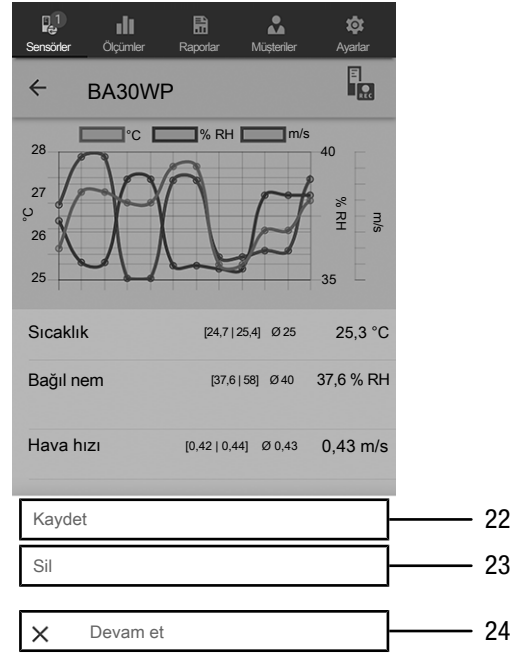 1
Sensörler Ölçümler Raporlar Müşteriler Ayarlar
BA30WP
REC
°C % RH m/s
28 40
27
26
25 35
°C
% RH
m/s
Sıcaklık [24,7 | 25,4] Ø 25 25,3 °C
Bağıl nem [37,6 | 58] Ø 40 37,6 % RH
Hava hızı [0,42 | 0,44] Ø 0,43 0,43 m/s
Kaydet 22
Sil 23
Devam et 24